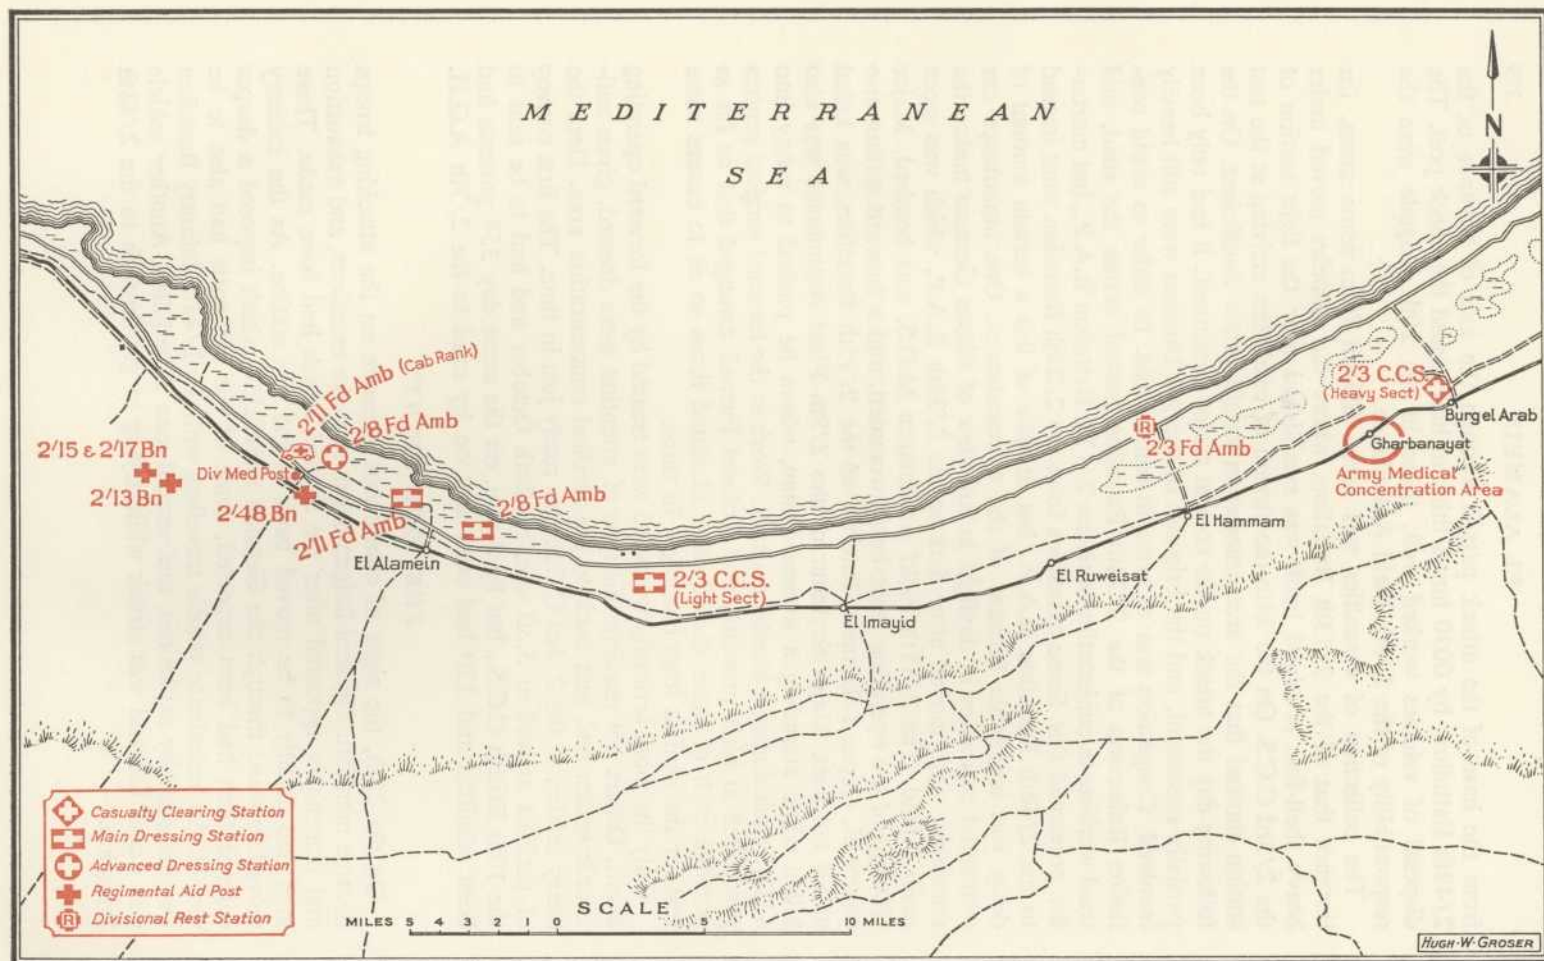 MEDITERRANEAN
SEA
N
2/11 Fd Amb (Cab Rank)
2/8 Fd Amb
2/15 & 2/17 Bn
2/13 Bn
Div Med Post
2/48 Bn
2/11 Fd Amb
2/8 Fd Amb
El Alamein
2/3 C.C.S.
(Light Sect)
El Imayid
El Ruweisat
El Hammam
R
2/3 Fd Amb
2/3 C.C.S.
(Heavy Sect)
Burg el Arab
Gharbanayat
Army Medical
Concentration Area
Casualty Clearing Station
Main Dressing Station
Advanced Dressing Station
Regimental Aid Post
R Divisional Rest Station
SCALE
MILES 5 4 3 2 1 0 5 10 MILES
HUGH·W·GROSER